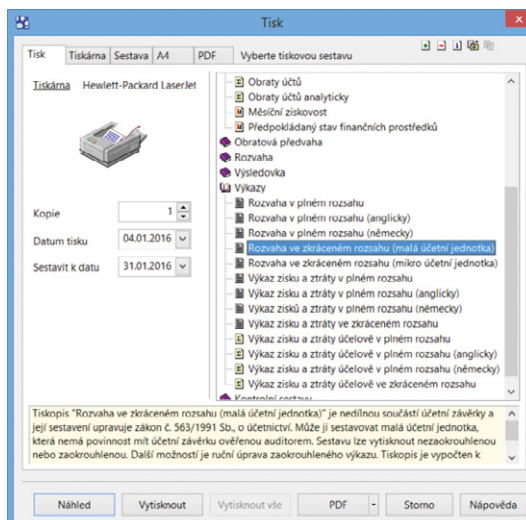 Tisk
Tisk Tiskárna Sestava A4 PDF Vyberte tiskovou sestavu
Tiskárna Hewlett-Packard LaserJet
Kopie 1
Datum tisku 04.01.2016
Sestavit k datu 31.01.2016
Obraty účtů
Obraty účtů analyticky
Měsíční ziskovost
Předpokládaný stav finančních prostředků
Obratová předvaha
Rozvaha
Výsledovka
Výkazy
Rozvaha v plném rozsahu
Rozvaha v plném rozsahu (anglicky)
Rozvaha v plném rozsahu (německy)
Rozvaha ve zkráceném rozsahu (malá účetní jednotka)
Rozvaha ve zkráceném rozsahu (mikro účetní jednotka)
Výkaz zisku a ztráty v plném rozsahu
Výkaz zisku a ztráty v plném rozsahu (anglicky)
Výkaz zisků a ztráty v plném rozsahu (německy)
Výkaz zisku a ztráty ve zkráceném rozsahu
Výkaz zisku a ztráty účelově v plném rozsahu
Výkaz zisku a ztráty účelově v plném rozsahu (anglicky)
Výkaz zisku a ztráty účelově v plném rozsahu (německy)
Výkaz zisku a ztráty účelově ve zkráceném rozsahu
Kontrolní sestavy
Tiskopis "Rozvaha ve zkráceném rozsahu (malá účetní jednotka)" je nedílnou součástí účetní závěrky a
její sestavení upravuje zákon č. 563/1991 Sb., o účetnictví. Může ji sestavovat malá účetní jednotka,
která nemá povinnost mít účetní závěrku ověřenou auditorem. Sestavu lze vytisknout nezaokrouhlenou
nebo zaokrouhlenou. Další možností je ruční úprava zaokrouhleného výkazu. Tiskopis je vypočten k
Náhled Vytisknout Vytisknout vše PDF Storno Nápověda